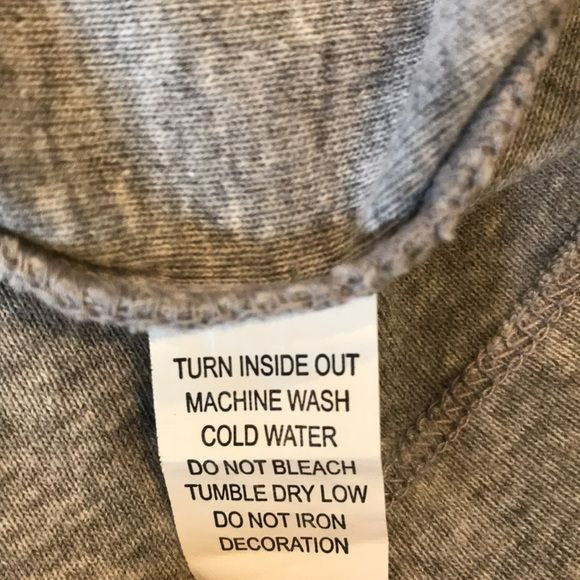 TURN INSIDE OUT
MACHINE WASH
COLD WATER
DO NOT BLEACH
TUMBLE DRY LOW
DO NOT IRON
DECORATION